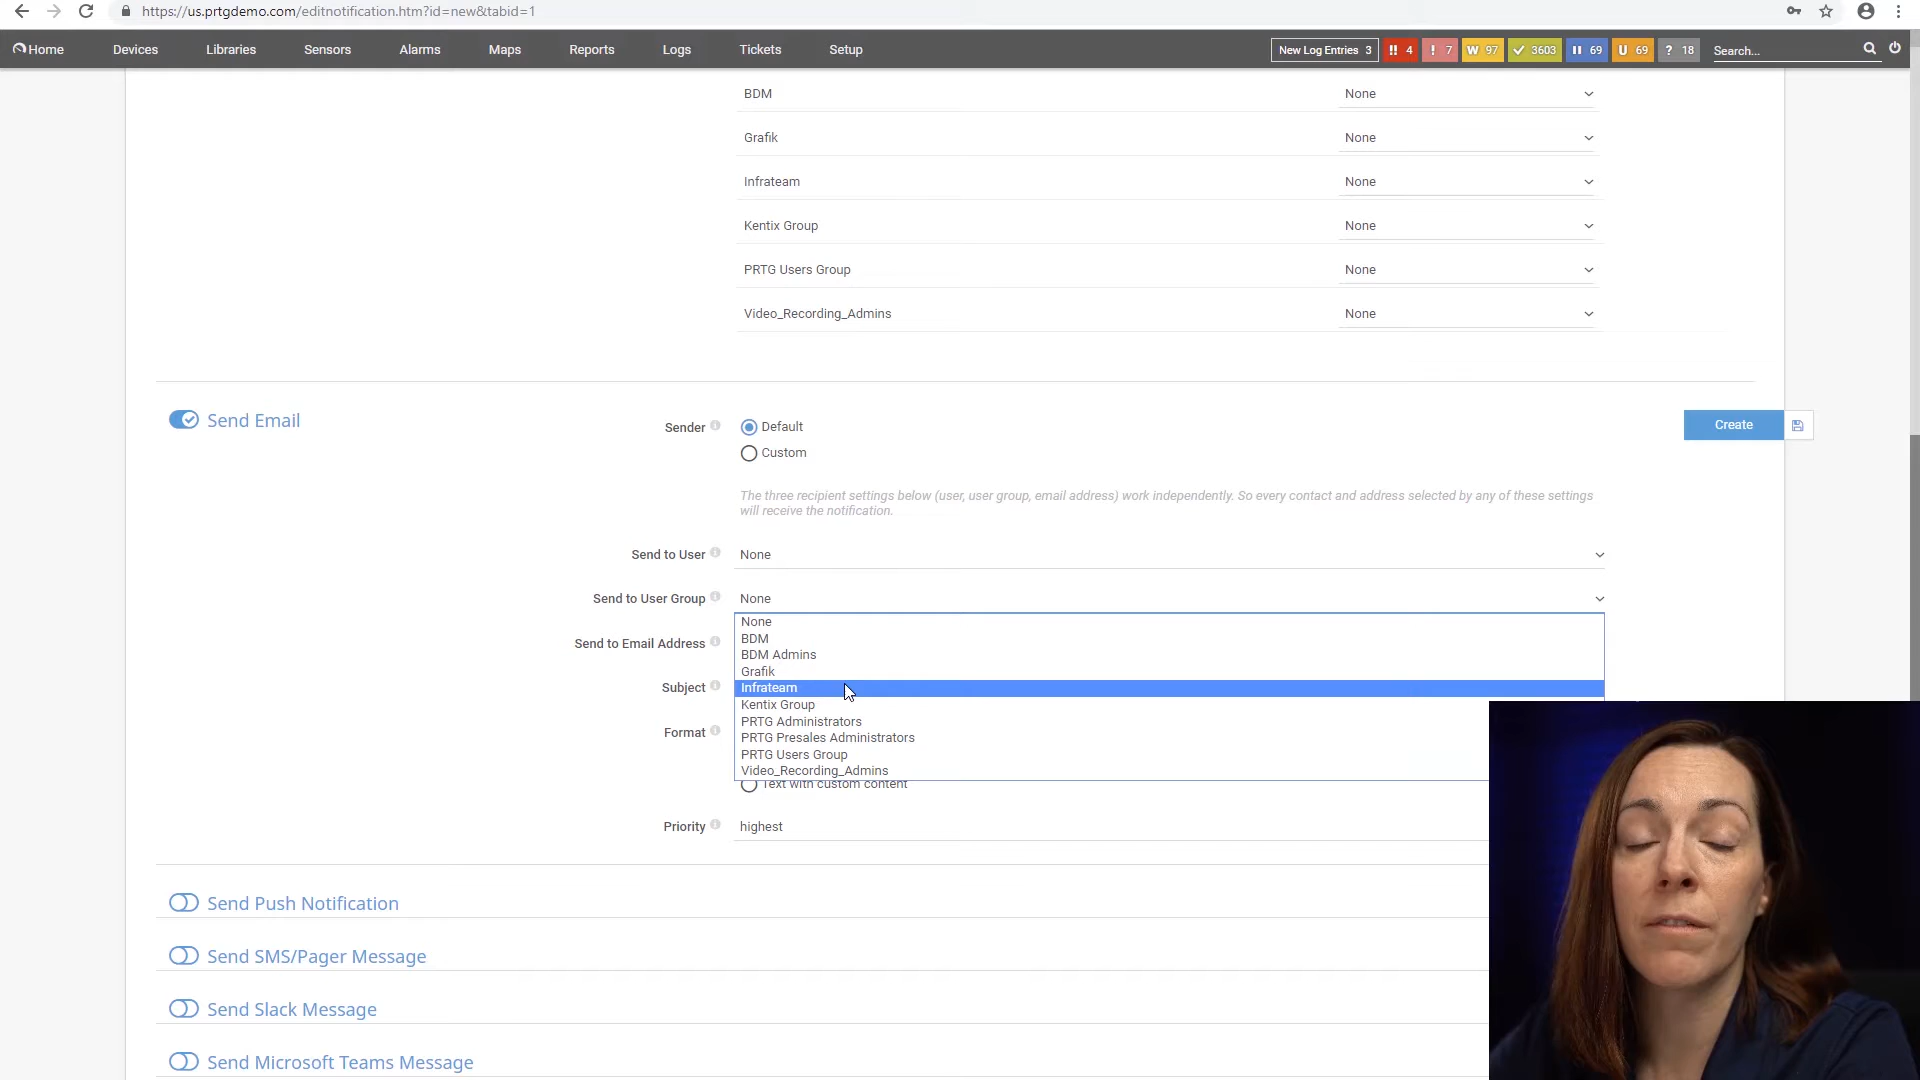 https://us.prtgdemo.com/editnotification.htm?id=new&tabid=1
Home Devices Libraries Sensors Alarms Maps Reports Logs Tickets Setup New Log Entries 3 !! 4 ! 7 W 97 3603 69 U 69 ? 18 Search...
BDM None
Grafik None
Infrateam None
Kentix Group None
PRTG Users Group None
Video_Recording_Admins None
Send Email
Sender Default
Custom
Create
The three recipient settings below (user, user group, email address) work independently. So every contact and address selected by any of these settings
will receive the notification.
Send to User None
Send to User Group None
None
BDM
BDM Admins
Grafik
Infrateam
Kentix Group
PRTG Administrators
PRTG Presales Administrators
PRTG Users Group
Video_Recording_Admins
Send to Email Address
Subject
Format
Text with custom content
Priority highest
Send Push Notification
Send SMS/Pager Message
Send Slack Message
Send Microsoft Teams Message